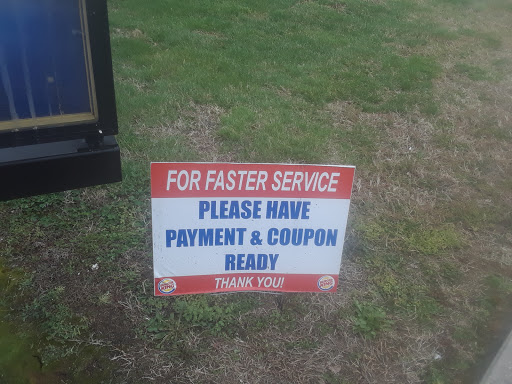 FOR FASTER SERVICE
PLEASE HAVE
PAYMENT & COUPON
READY
THANK YOU!